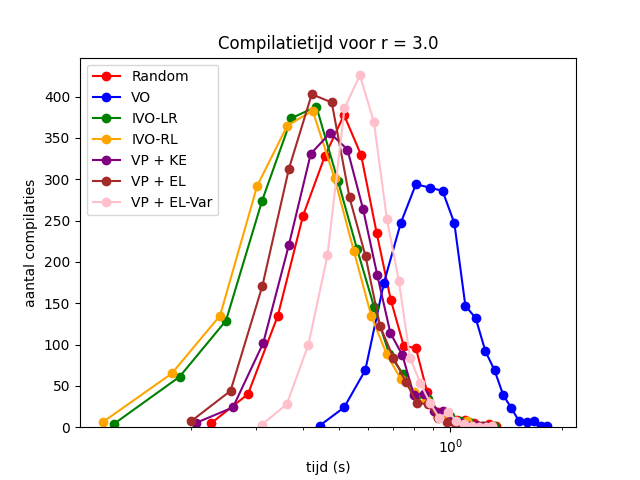 Compilatietijd voor r = 3.0
aantal compilaties
400
350
300
250
200
150
100
50
0
Random
VO
IVO-LR
IVO-RL
VP + KE
VP + EL
VP + EL-Var
10⁰
tijd (s)